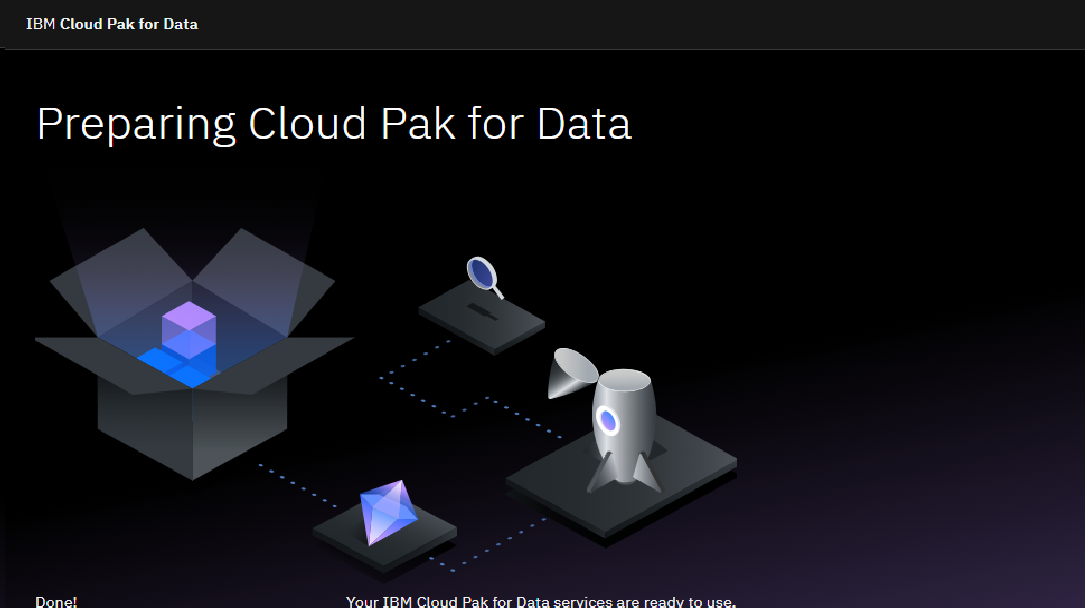 IBM Cloud Pak for Data
Preparing Cloud Pak for Data
Done!
Your IBM Cloud Pak for Data services are ready to use.